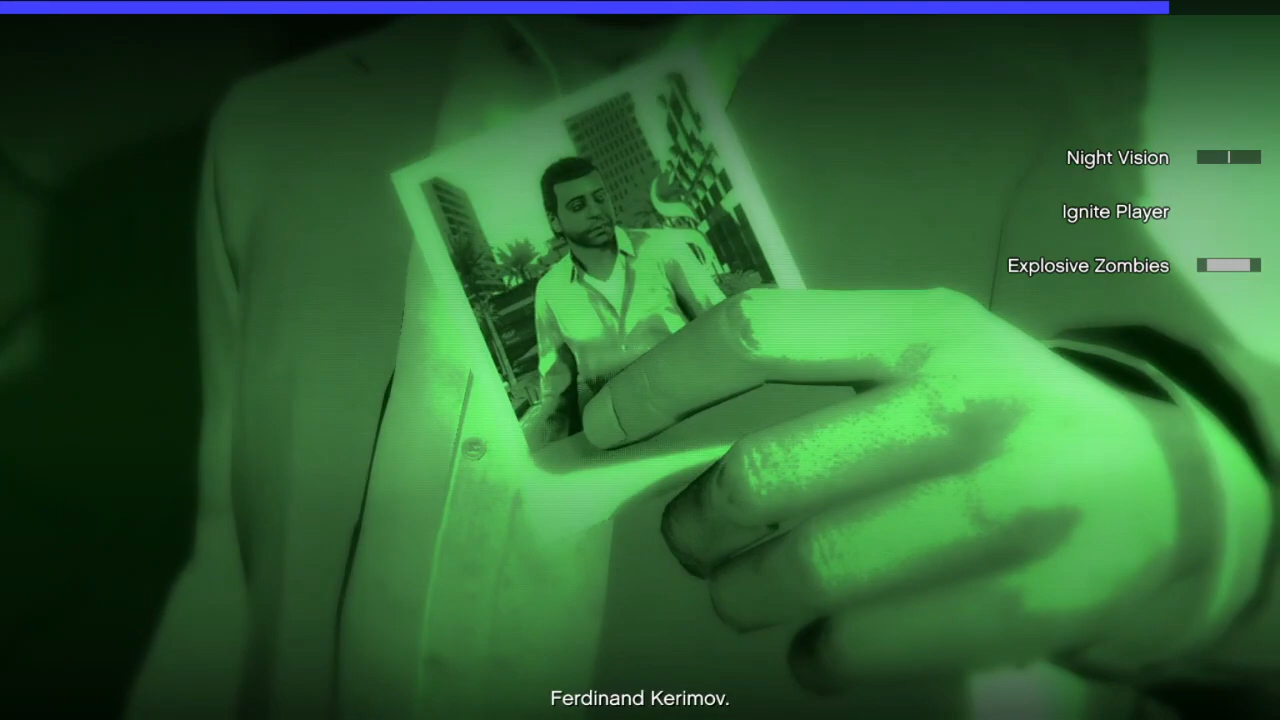 Night Vision
Ignite Player
Explosive Zombies
Ferdinand Kerimov.